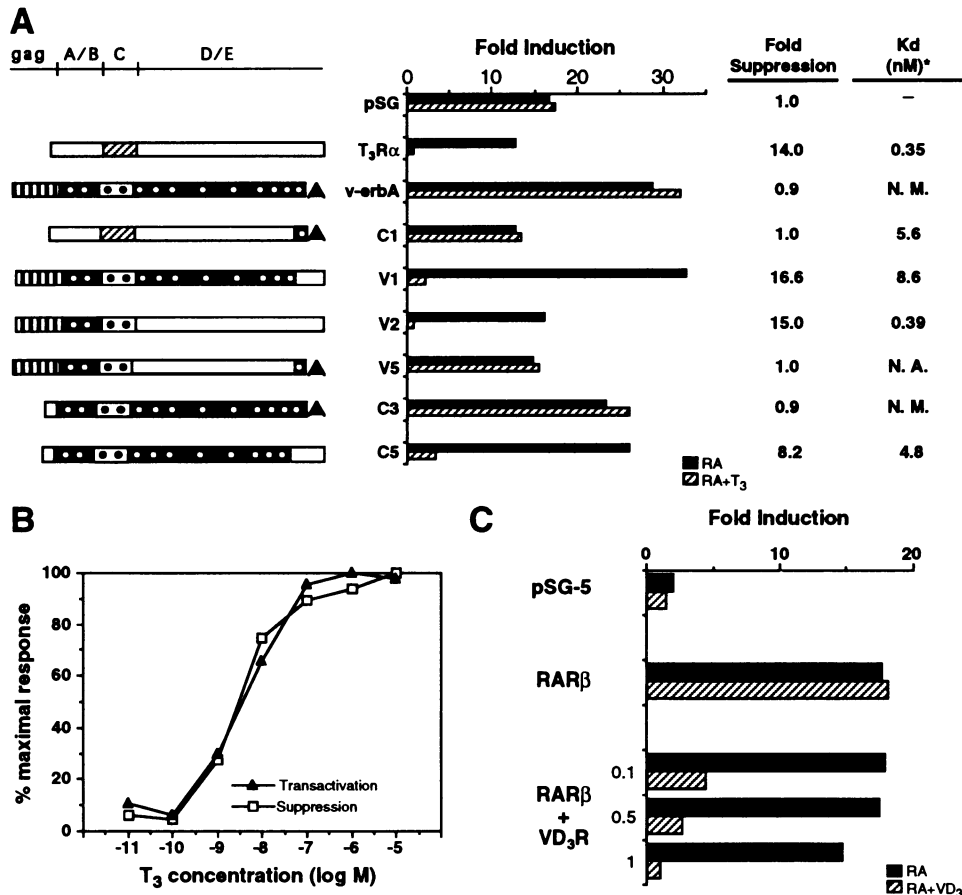 A
gag A/B C D/E
Fold Induction
Fold Suppression
Kd (nM)*
0 10 20 30
pSG 1.0 –
T₃Rα 14.0 0.35
v-erbA 0.9 N. M.
C1 1.0 5.6
V1 16.6 8.6
V2 15.0 0.39
V5 1.0 N. A.
C3 0.9 N. M.
C5 8.2 4.8
RA
RA+T₃
B
% maximal response
100
80
60
40
20
0
Transactivation
Suppression
-11 -10 -9 -8 -7 -6 -5
T₃ concentration (log M)
C
Fold Induction
0 10 20
pSG-5
RARβ
RARβ + VD₃R
0.1
0.5
1
RA
RA+VD₃